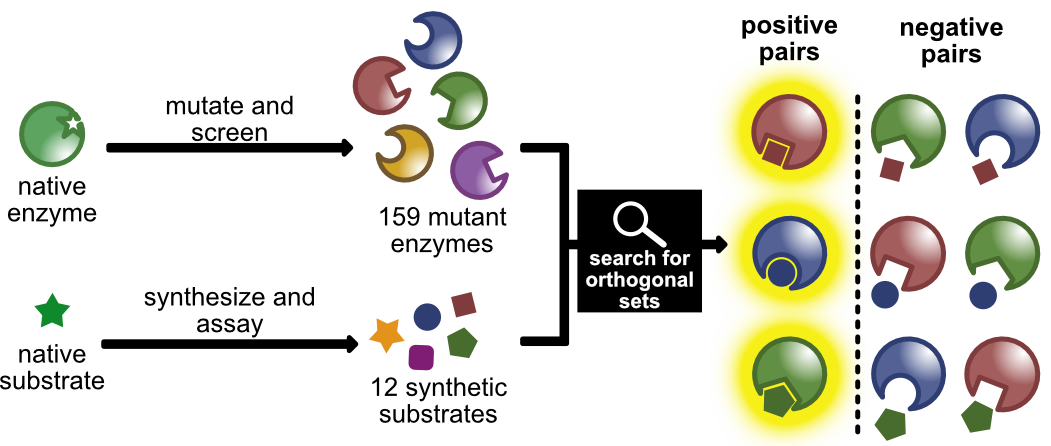 mutate and
screen
native
enzyme
159 mutant
enzymes
synthesize and
assay
native
substrate
12 synthetic
substrates
search for
orthogonal
sets
positive
pairs
negative
pairs